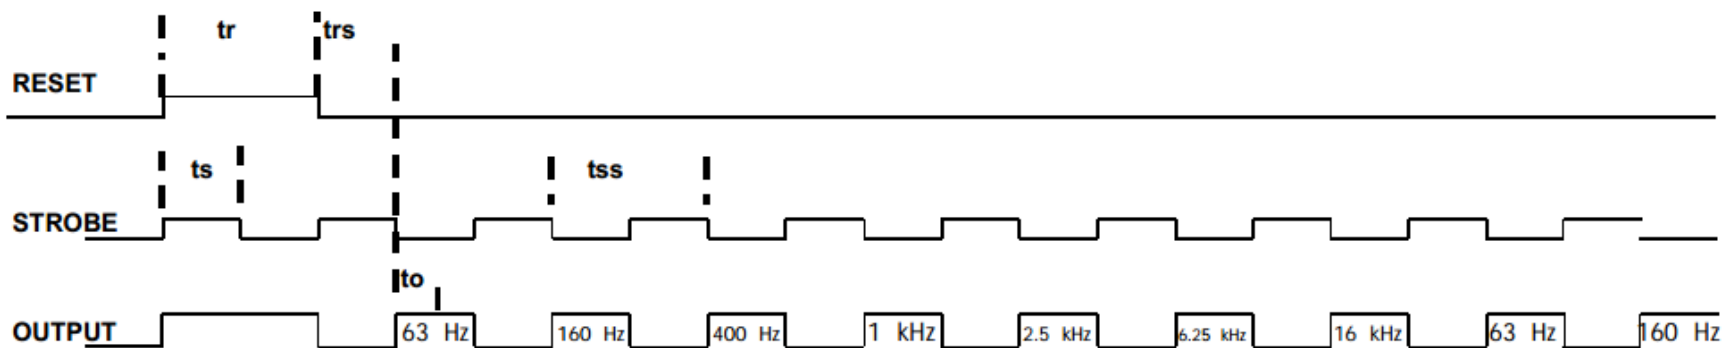 tr trs
RESET
ts tss
STROBE
to
OUTPUT 63 Hz 160 Hz 400 Hz 1 kHz 2.5 kHz 6.25 kHz 16 kHz 63 Hz 160 Hz